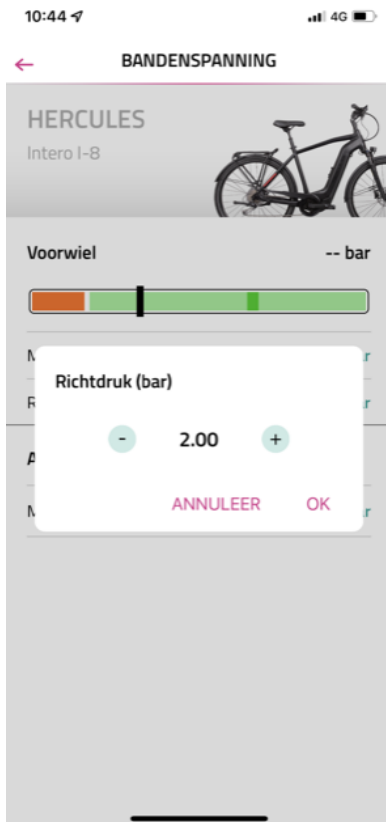 10:44
4G
BANDENSPANNING
HERCULES
Intero I-8
Voorwiel -- bar
Richtdruk (bar)
- 2.00 +
ANNULEER OK